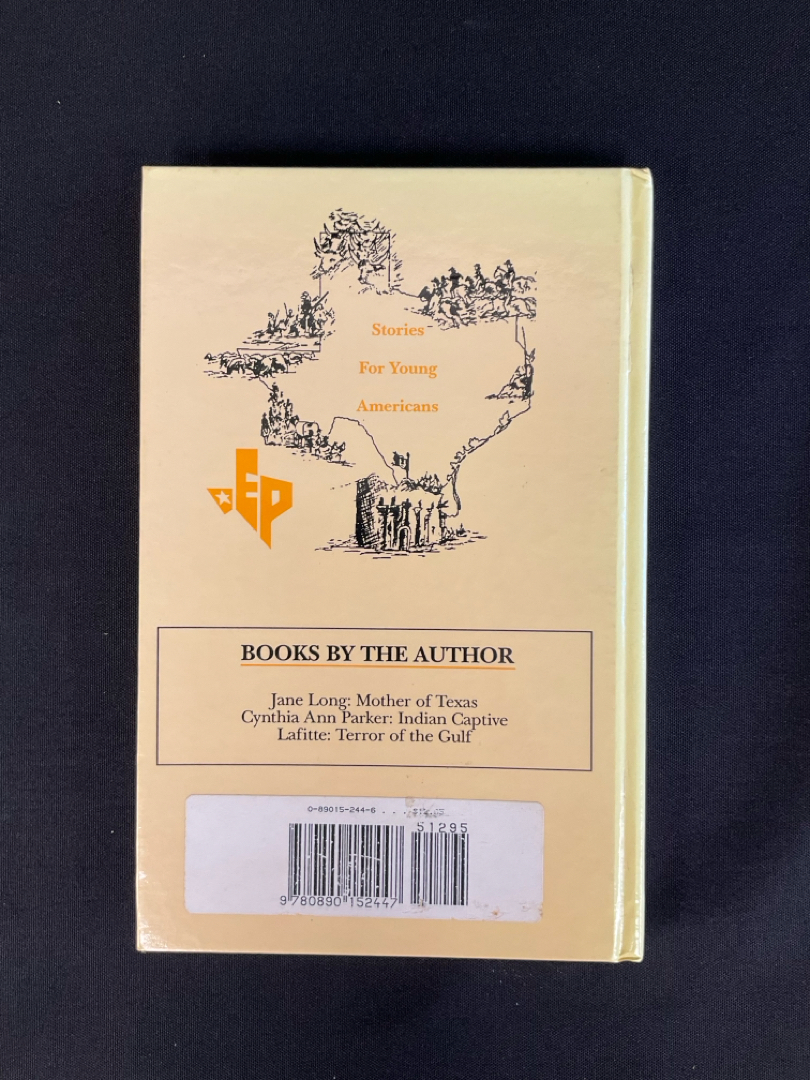 Stories
For Young
Americans
EP
BOOKS BY THE AUTHOR
Jane Long: Mother of Texas
Cynthia Ann Parker: Indian Captive
Lafitte: Terror of the Gulf
0-89015-244-6
51295
9 780890 152447